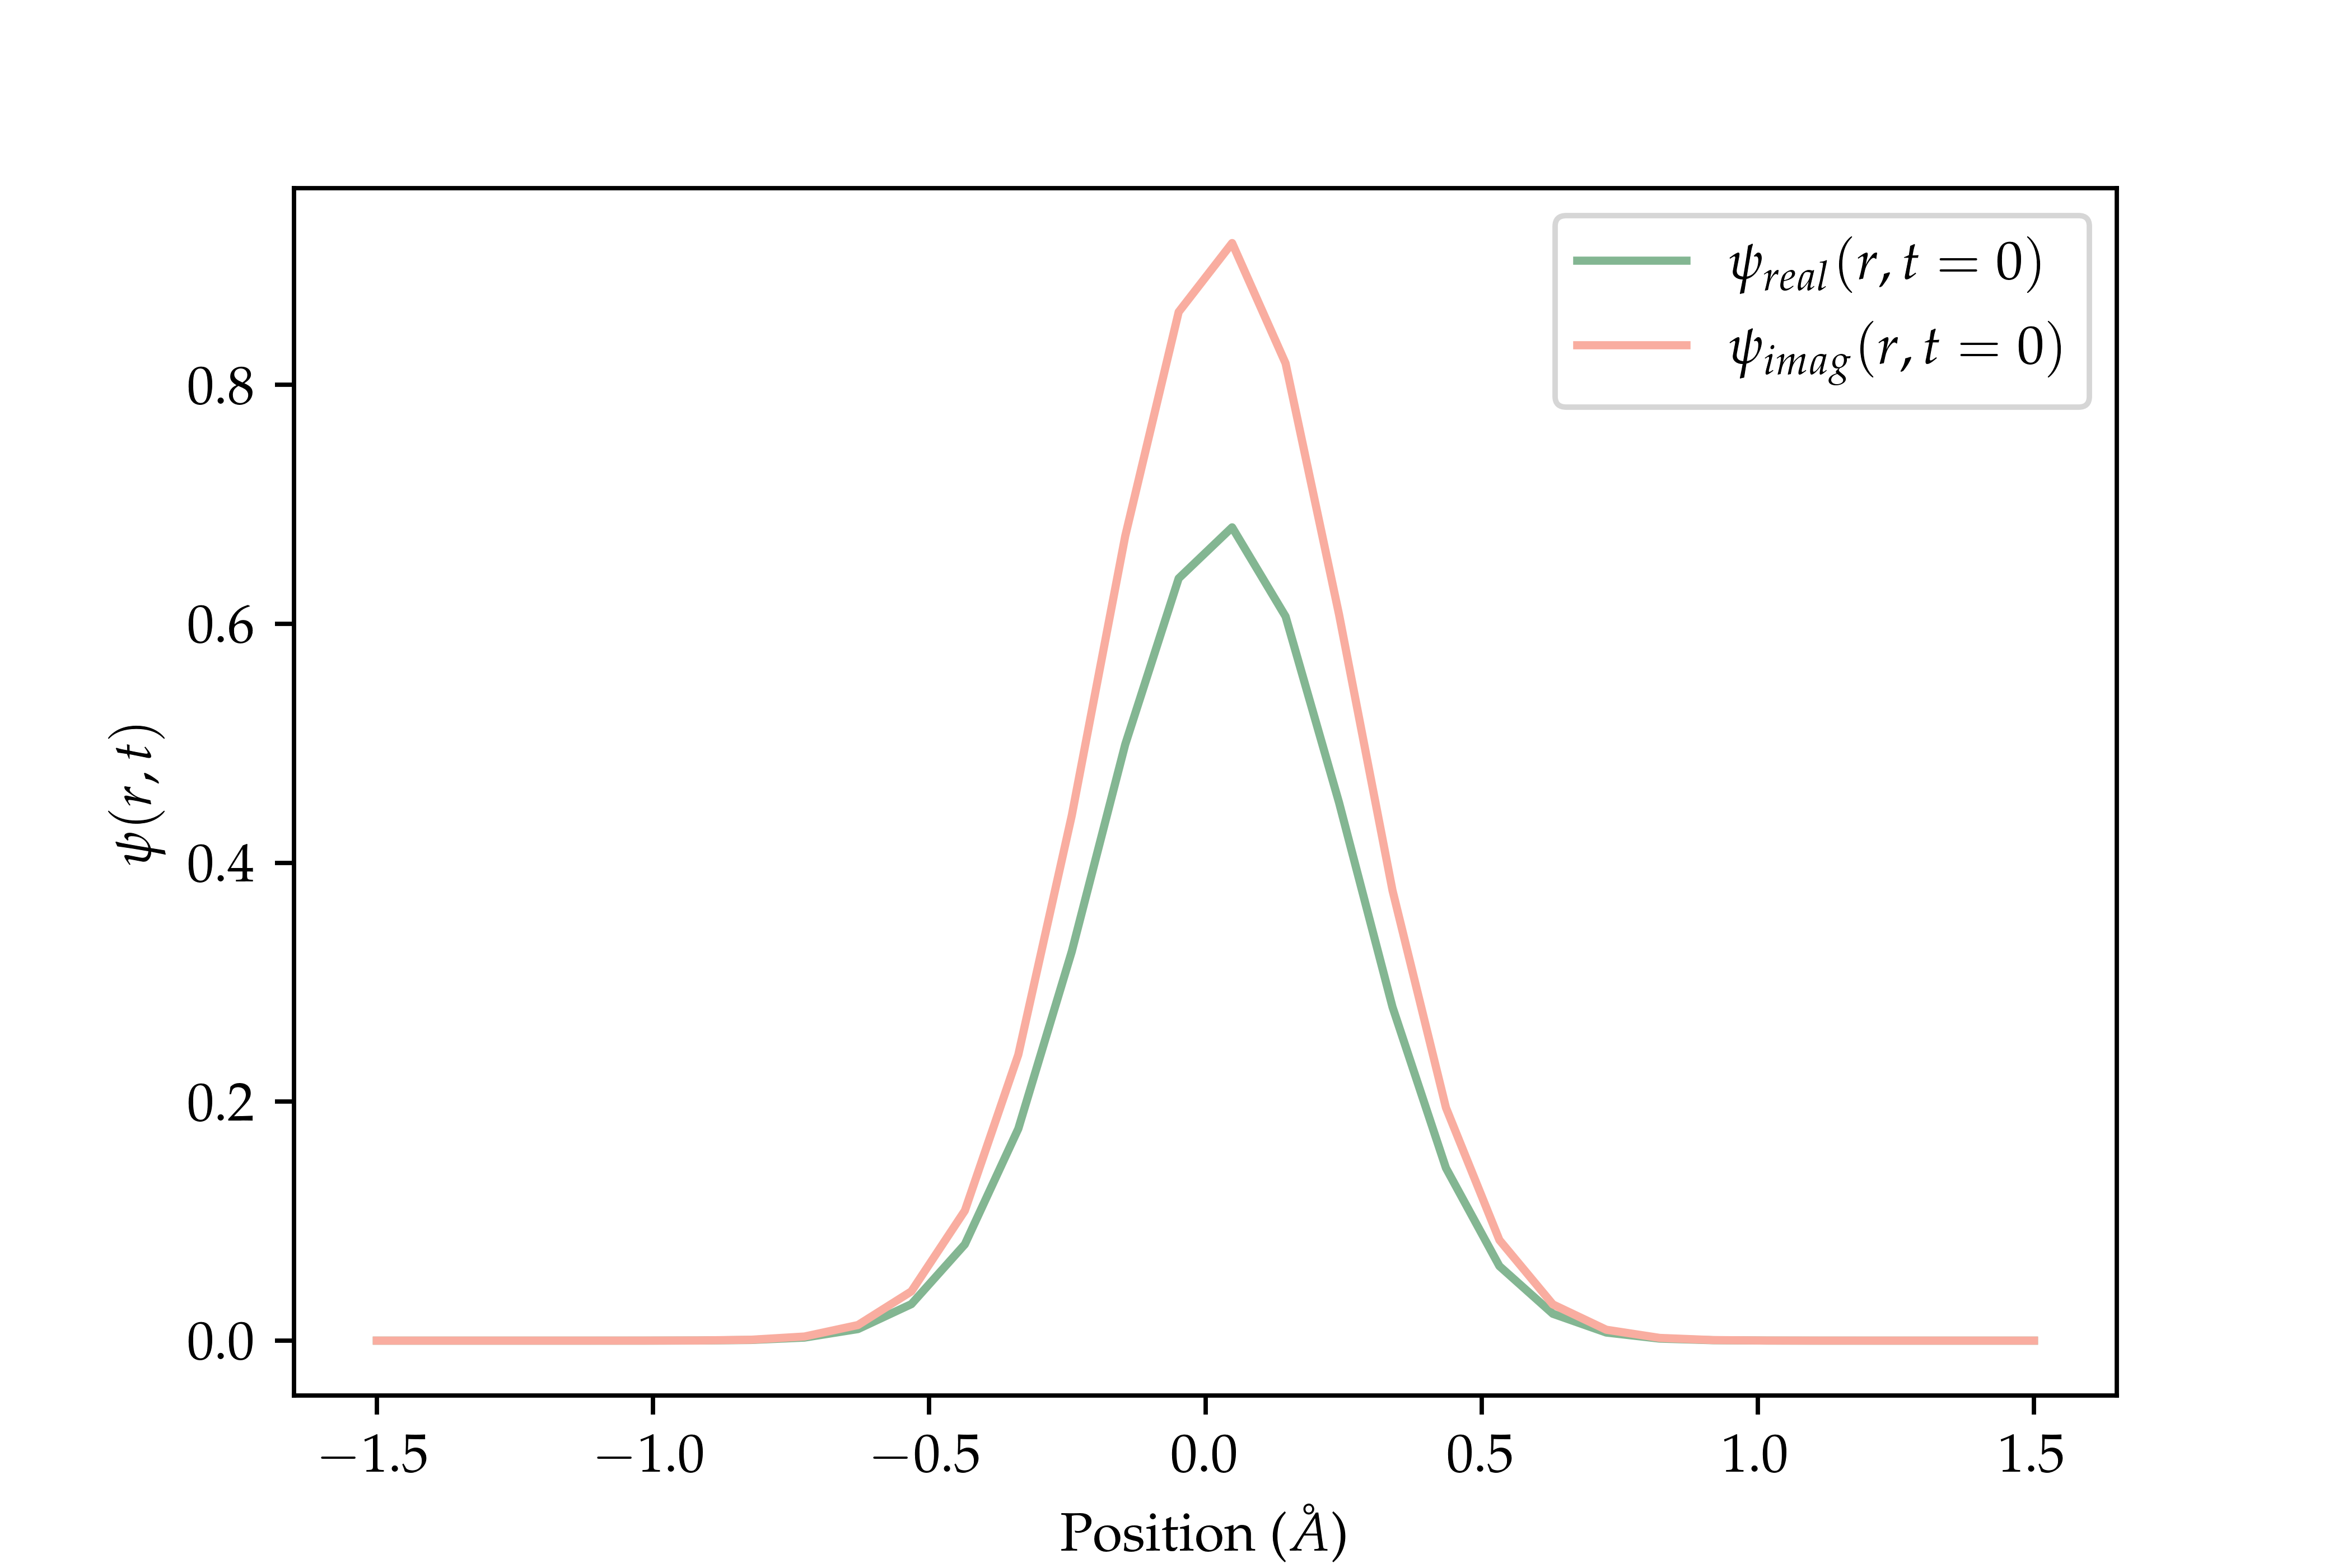 ψ_real(r, t = 0)
ψ_imag(r, t = 0)
0.8
0.6
0.4
0.2
0.0
ψ(r, t)
−1.5 −1.0 −0.5 0.0 0.5 1.0 1.5
Position (Å)